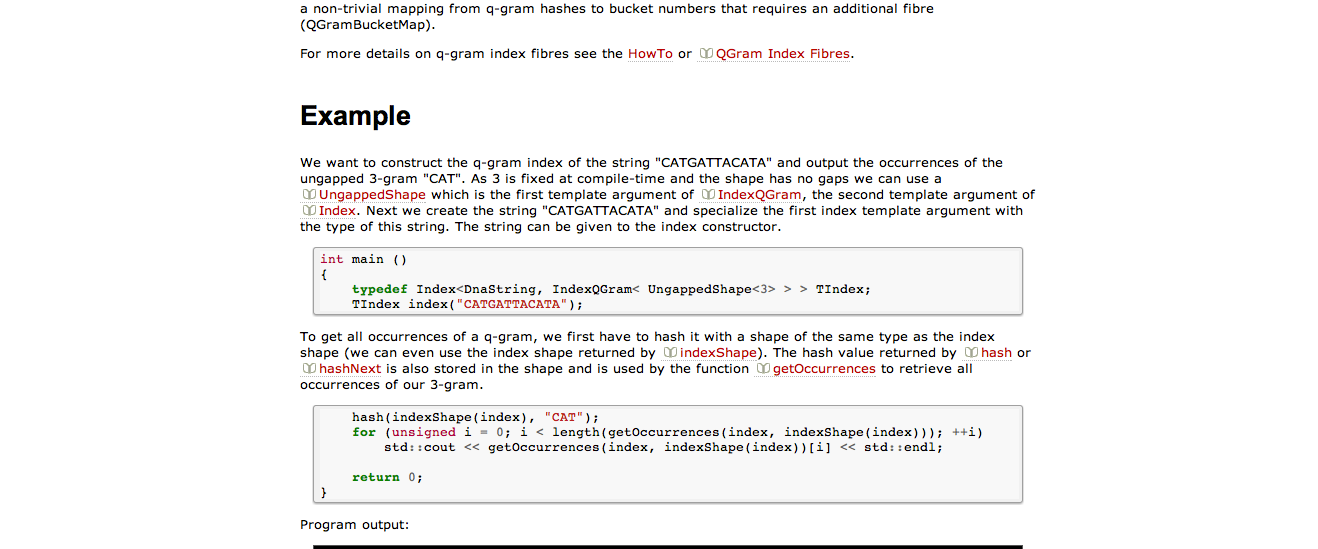 a non-trivial mapping from q-gram hashes to bucket numbers that requires an additional fibre
(QGramBucketMap).
For more details on q-gram index fibres see the HowTo or QGram Index Fibres.
Example
We want to construct the q-gram index of the string "CATGATTACATA" and output the occurrences of the
ungapped 3-gram "CAT". As 3 is fixed at compile-time and the shape has no gaps we can use a
UngappedShape which is the first template argument of IndexQGram, the second template argument of
Index. Next we create the string "CATGATTACATA" and specialize the first index template argument with
the type of this string. The string can be given to the index constructor.
int main ()
{
    typedef Index<DnaString, IndexQGram< UngappedShape<3> > > TIndex;
    TIndex index("CATGATTACATA");
To get all occurrences of a q-gram, we first have to hash it with a shape of the same type as the index
shape (we can even use the index shape returned by indexShape). The hash value returned by hash or
hashNext is also stored in the shape and is used by the function getOccurrences to retrieve all
occurrences of our 3-gram.
    hash(indexShape(index), "CAT");
    for (unsigned i = 0; i < length(getOccurrences(index, indexShape(index))); ++i)
        std::cout << getOccurrences(index, indexShape(index))[i] << std::endl;
    return 0;
}
Program output: